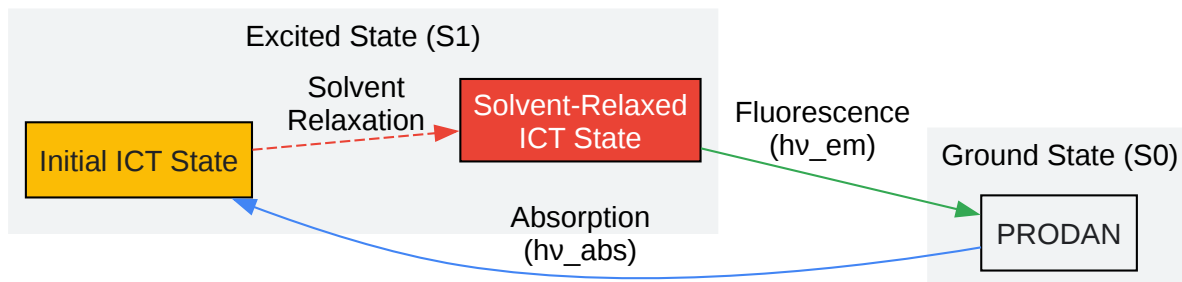 Excited State (S1)
Solvent
Relaxation
Initial ICT State
Solvent-Relaxed
ICT State
Fluorescence
(hν_em)
Ground State (S0)
PRODAN
Absorption
(hν_abs)